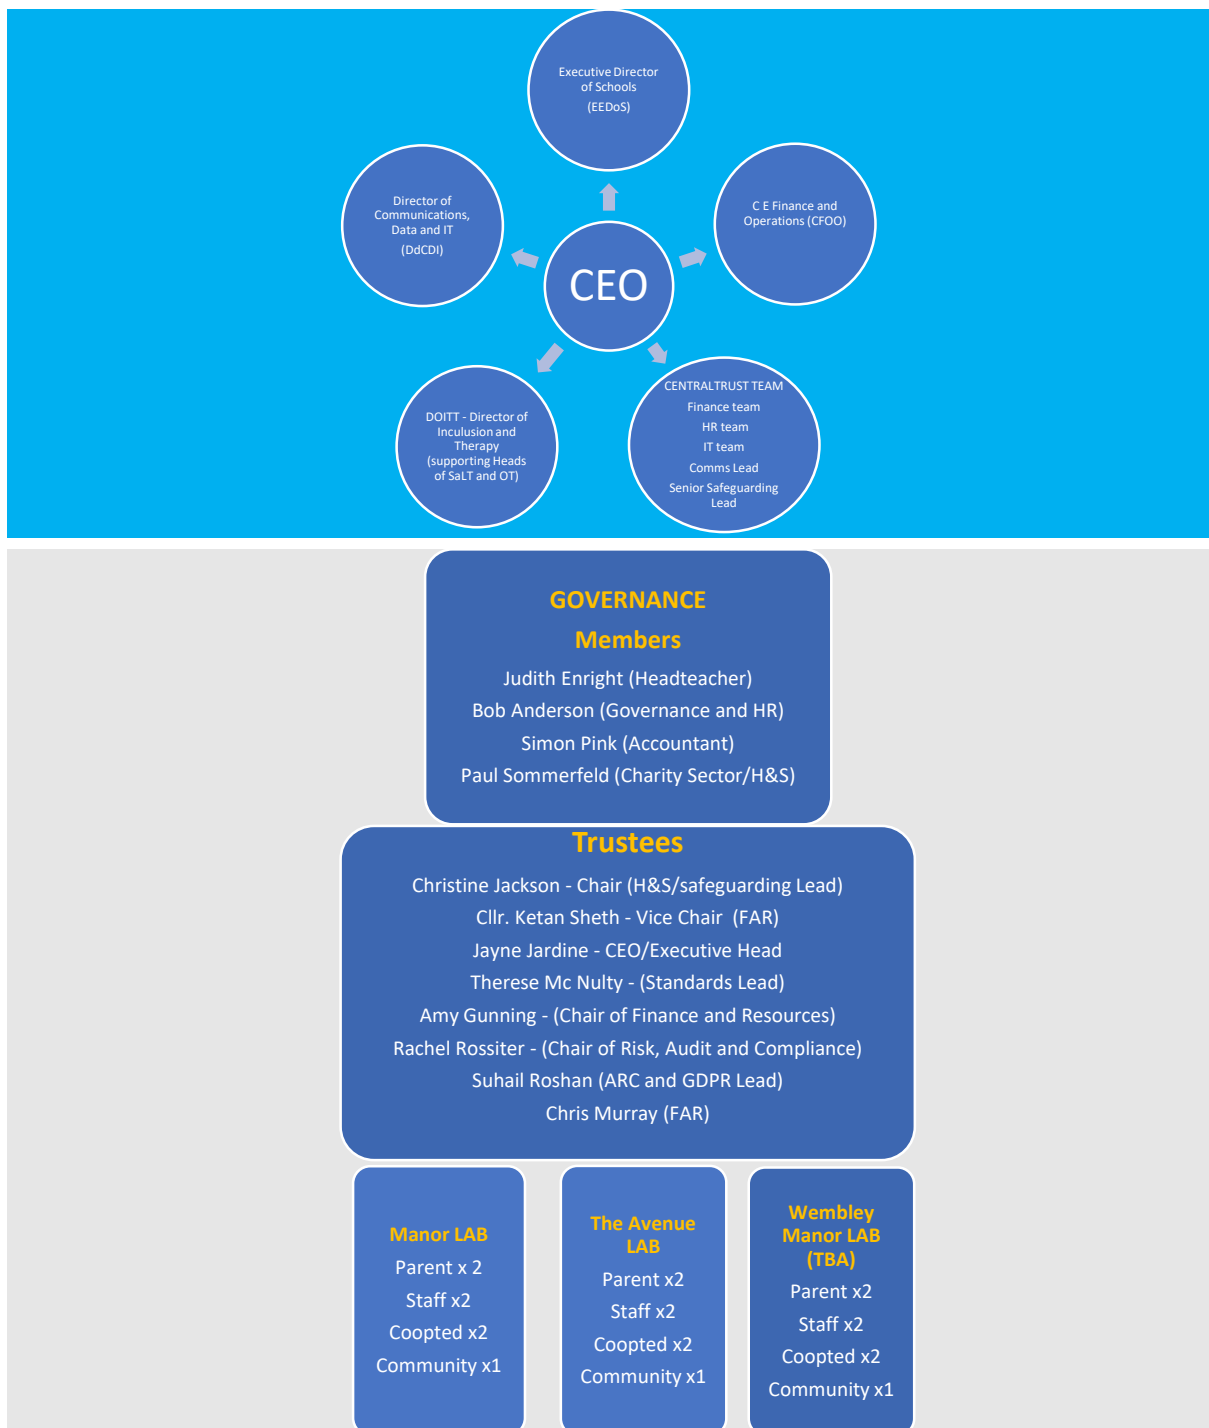 Executive Director
of Schools
(EEDoS)
Director of
Communications,
Data and IT
(DdCDI)
C E Finance and
Operations (CFOO)
CEO
DOITT - Director of
Inculusion and
Therapy
(supporting Heads
of SaLT and OT)
CENTRALTRUST TEAM
Finance team
HR team
IT team
Comms Lead
Senior Safeguarding
Lead
GOVERNANCE
Members
Judith Enright (Headteacher)
Bob Anderson (Governance and HR)
Simon Pink (Accountant)
Paul Sommerfeld (Charity Sector/H&S)
Trustees
Christine Jackson - Chair (H&S/safeguarding Lead)
Cllr. Ketan Sheth - Vice Chair (FAR)
Jayne Jardine - CEO/Executive Head
Therese Mc Nulty - (Standards Lead)
Amy Gunning - (Chair of Finance and Resources)
Rachel Rossiter - (Chair of Risk, Audit and Compliance)
Suhail Roshan (ARC and GDPR Lead)
Chris Murray (FAR)
Manor LAB
Parent x 2
Staff x2
Coopted x2
Community x1
The Avenue
LAB
Parent x2
Staff x2
Coopted x2
Community x1
Wembley
Manor LAB
(TBA)
Parent x2
Staff x2
Coopted x2
Community x1